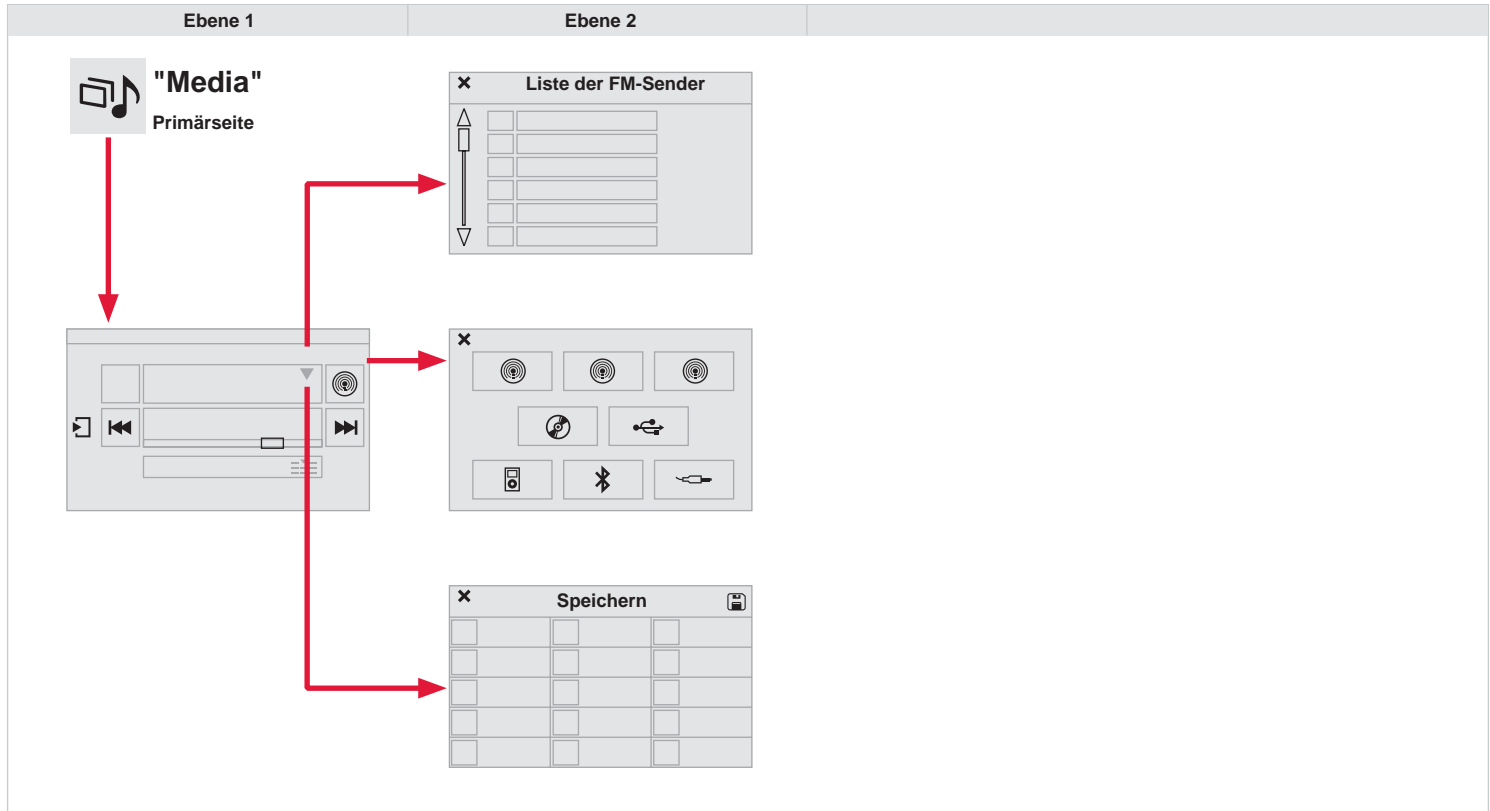 Ebene 1
Ebene 2
"Media"
Primärseite
Liste der FM-Sender
Speichern